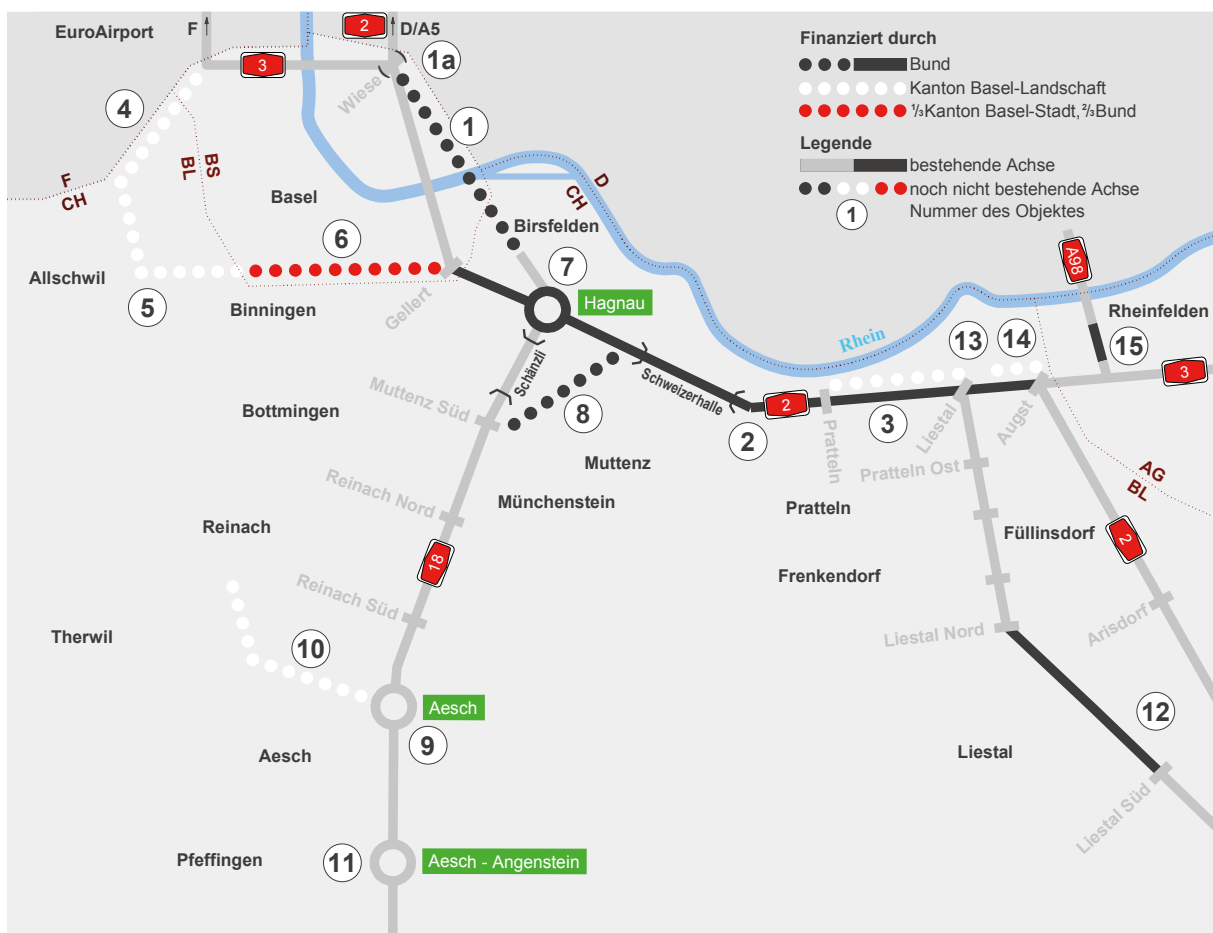 EuroAirport
F
2
D/A5
1a
3
Wiese
4
1
BL
BS
F
CH
Basel
D
CH
Birsfelden
6
7
Hagnau
Allschwil
5
Binningen
Gellert
Finanziert durch
Bund
Kanton Basel-Landschaft
⅓Kanton Basel-Stadt,⅔Bund
Legende
bestehende Achse
noch nicht bestehende Achse
1
Nummer des Objektes
A98
Rhein
Rheinfelden
13
14
15
3
Schänzli
Schweizerhalle
Muttenz Süd
8
Bottmingen
2
2
3
Pratteln
Liestal
Augst
Muttenz
Pratteln Ost
AG
BL
Reinach Nord
Münchenstein
Pratteln
Reinach
Füllinsdorf
2
18
Frenkendorf
Reinach Süd
Therwil
Liestal Nord
Arisdorf
10
Aesch
9
12
Aesch
Liestal
Liestal Süd
Pfeffingen
11
Aesch - Angenstein